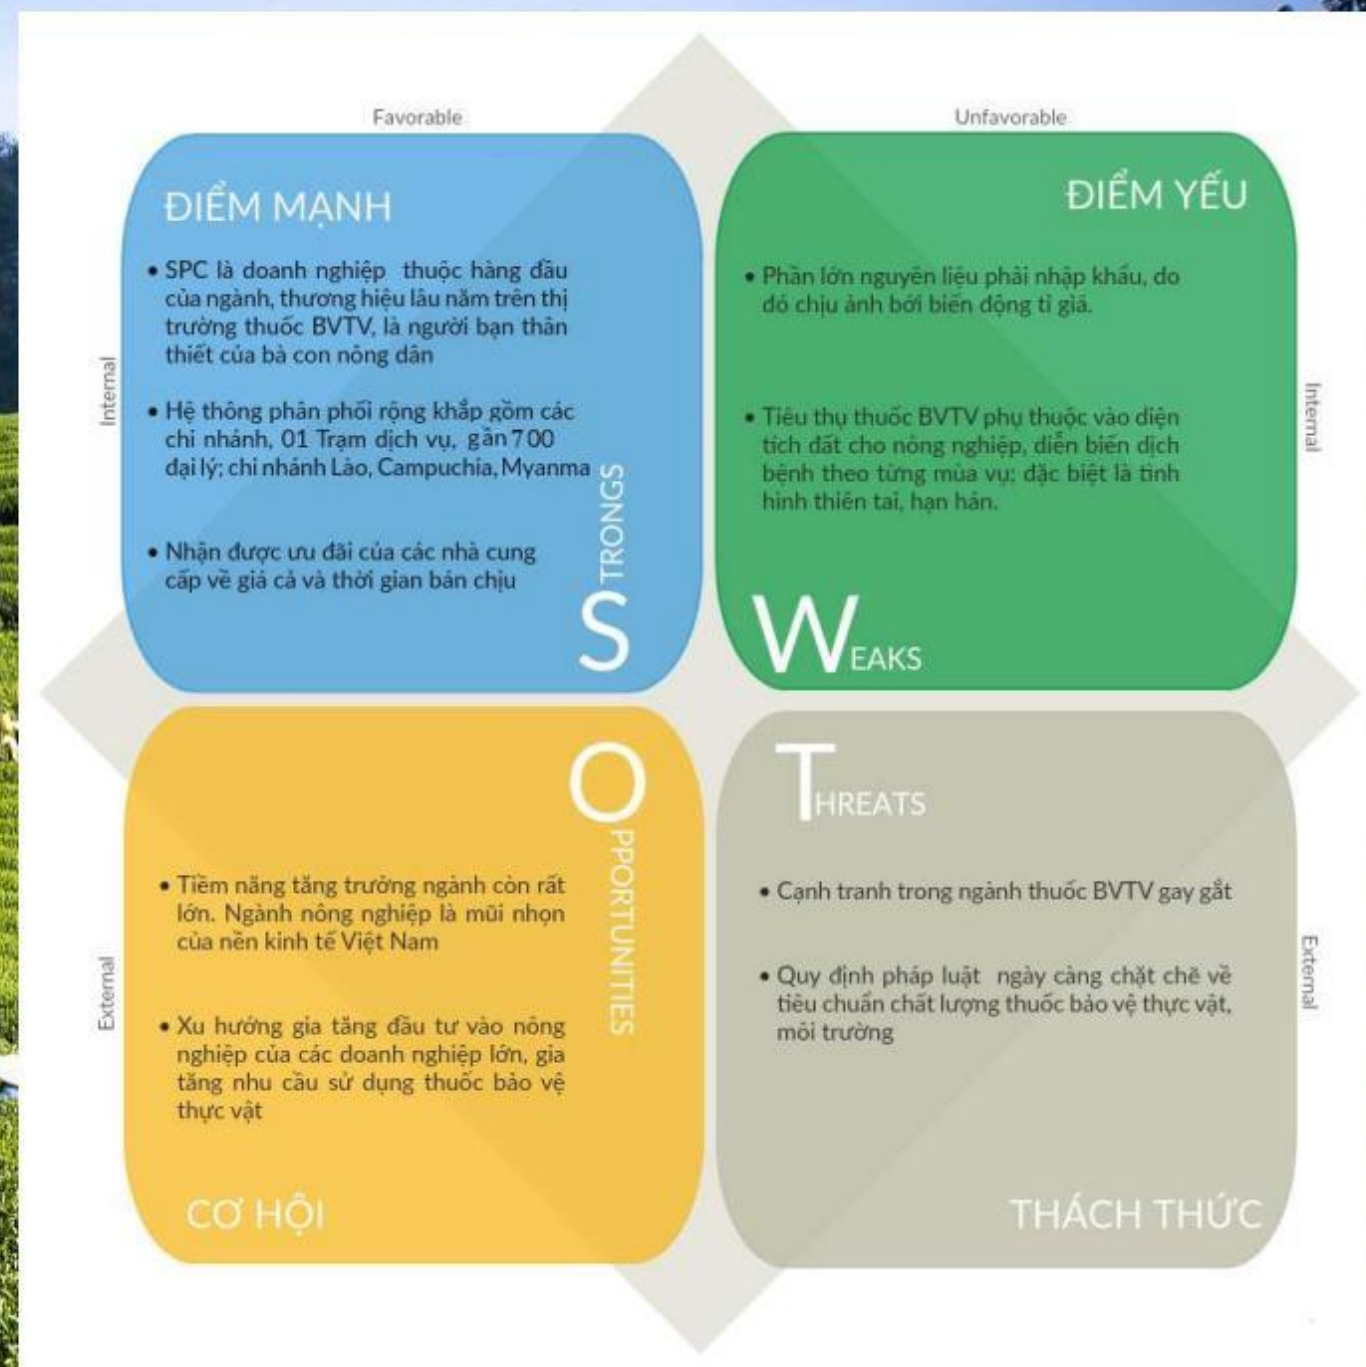 Favorable
Unfavorable
Internal
ĐIỂM MẠNH
• SPC là doanh nghiệp thuộc hàng đầu
của ngành, thương hiệu lâu năm trên thị
trường thuốc BVTV, là người bạn thân
thiết của bà con nông dân
• Hệ thống phân phối rộng khắp gồm các
chi nhánh, 01 Trạm dịch vụ, gần 700
đại lý; chi nhánh Lào, Campuchia, Myanma
• Nhận được ưu đãi của các nhà cung
cấp về giá cả và thời gian bán chịu
STRONGS
ĐIỂM YẾU
• Phần lớn nguyên liệu phải nhập khẩu, do
đó chịu ảnh bởi biến động tỉ giá.
• Tiêu thụ thuốc BVTV phụ thuộc vào diện
tích đất cho nông nghiệp, diễn biến dịch
bệnh theo từng mùa vụ; đặc biệt là tình
hình thiên tai, hạn hán.
WEAKS
Internal
External
OPPORTUNITIES
• Tiềm năng tăng trưởng ngành còn rất
lớn. Ngành nông nghiệp là mũi nhọn
của nền kinh tế Việt Nam
• Xu hướng gia tăng đầu tư vào nông
nghiệp của các doanh nghiệp lớn, gia
tăng nhu cầu sử dụng thuốc bảo vệ
thực vật
CƠ HỘI
THREATS
• Cạnh tranh trong ngành thuốc BVTV gay gắt
• Quy định pháp luật ngày càng chặt chẽ về
tiêu chuẩn chất lượng thuốc bảo vệ thực vật,
môi trường
THÁCH THỨC
External